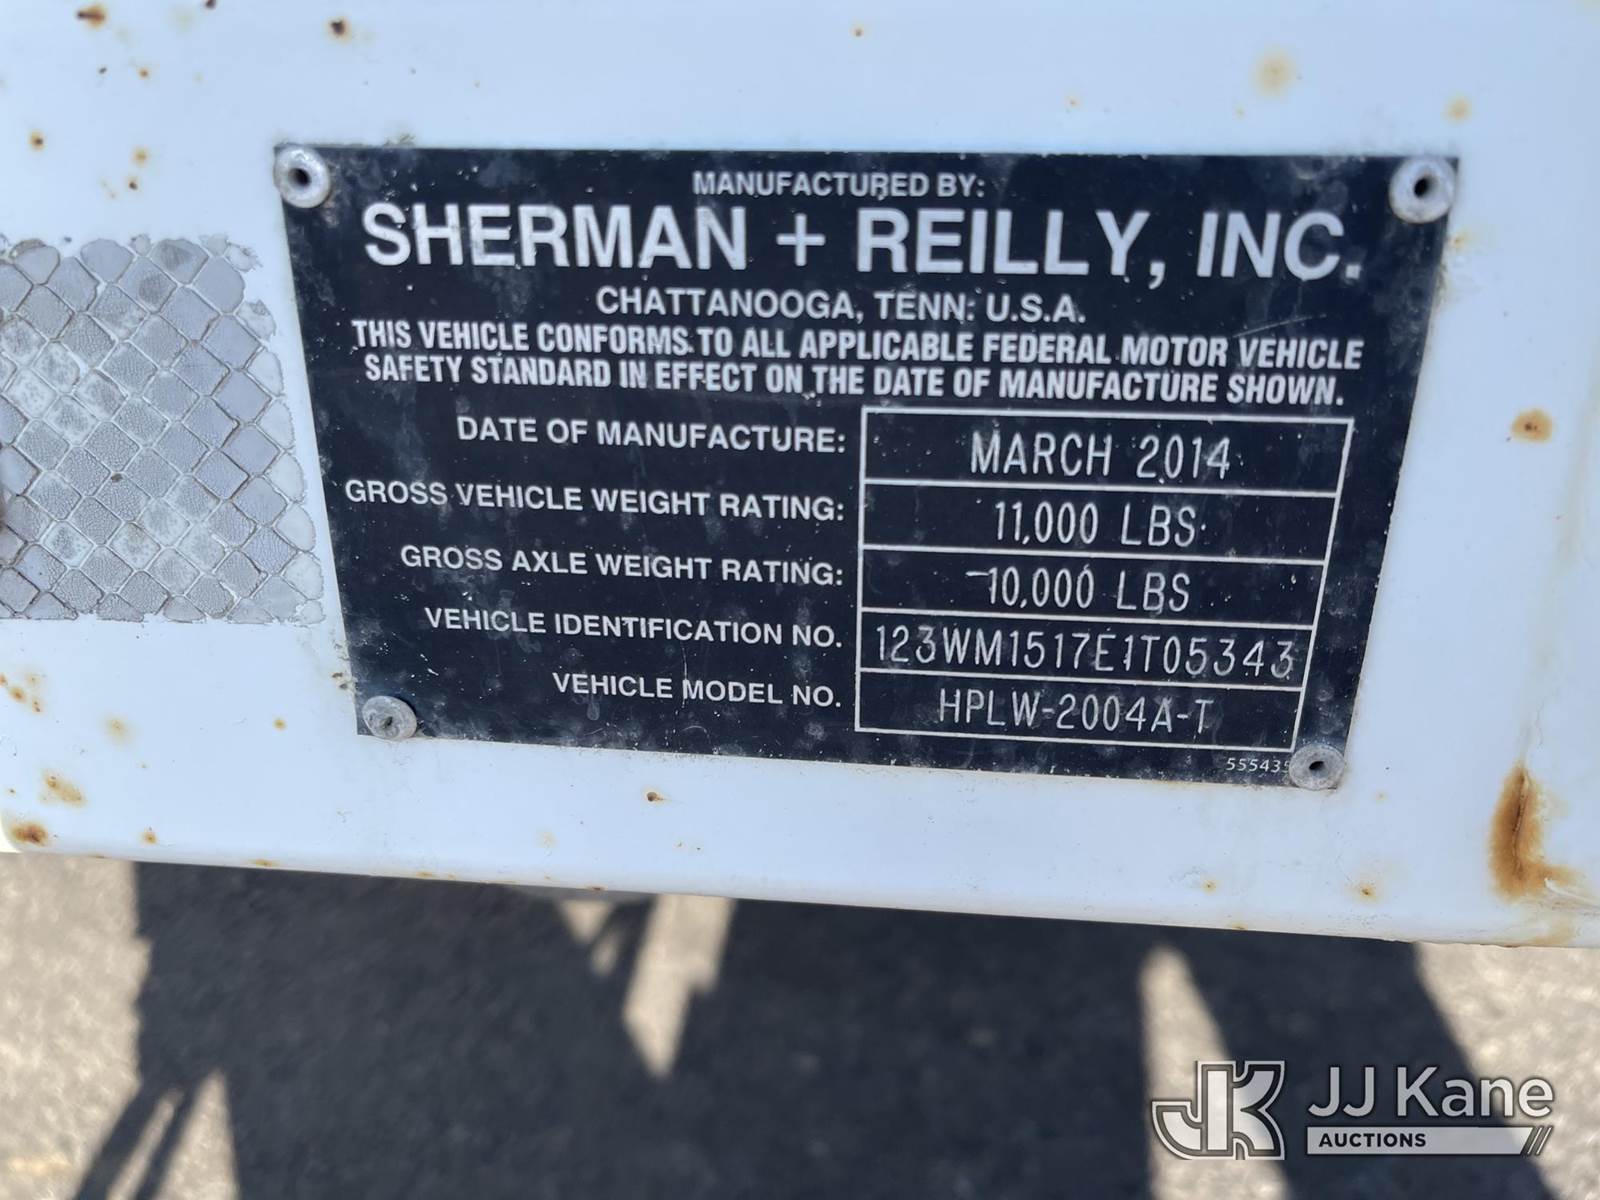 MANUFACTURED BY:
SHERMAN + REILLY, INC.
CHATTANOOGA, TENN: U.S.A.
THIS VEHICLE CONFORMS TO ALL APPLICABLE FEDERAL MOTOR VEHICLE
SAFETY STANDARD IN EFFECT ON THE DATE OF MANUFACTURE SHOWN.
DATE OF MANUFACTURE: MARCH 2014
GROSS VEHICLE WEIGHT RATING: 11,000 LBS
GROSS AXLE WEIGHT RATING: 10,000 LBS
VEHICLE IDENTIFICATION NO. 123WM1517E1T05343
VEHICLE MODEL NO. HPLW-2004A-T
JK JJ Kane
AUCTIONS